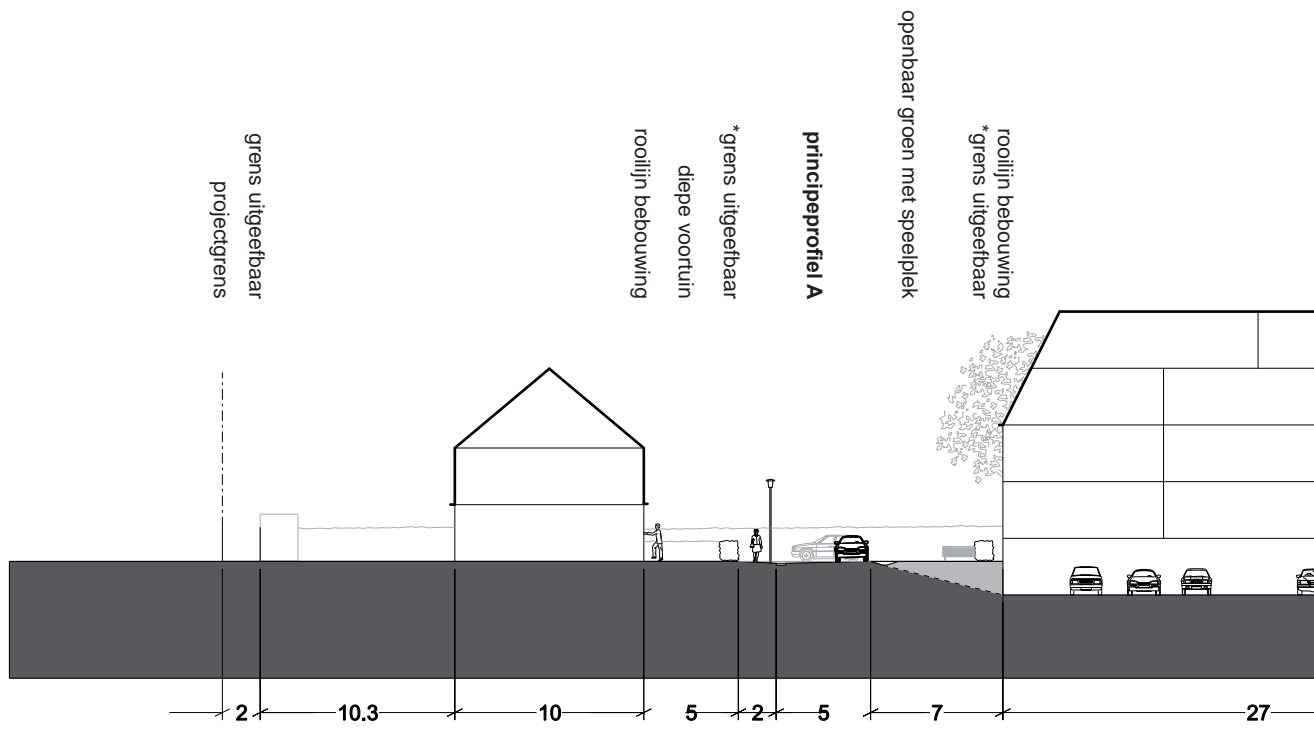 projectgrens
grens uitgeefbaar
rooilijn bebouwing
diepe voortuin
*grens uitgeefbaar
principeprofiel A
openbaar groen met speelplek
rooilijn bebouwing
*grens uitgeefbaar
2 10.3 10 5 2 5 7 27